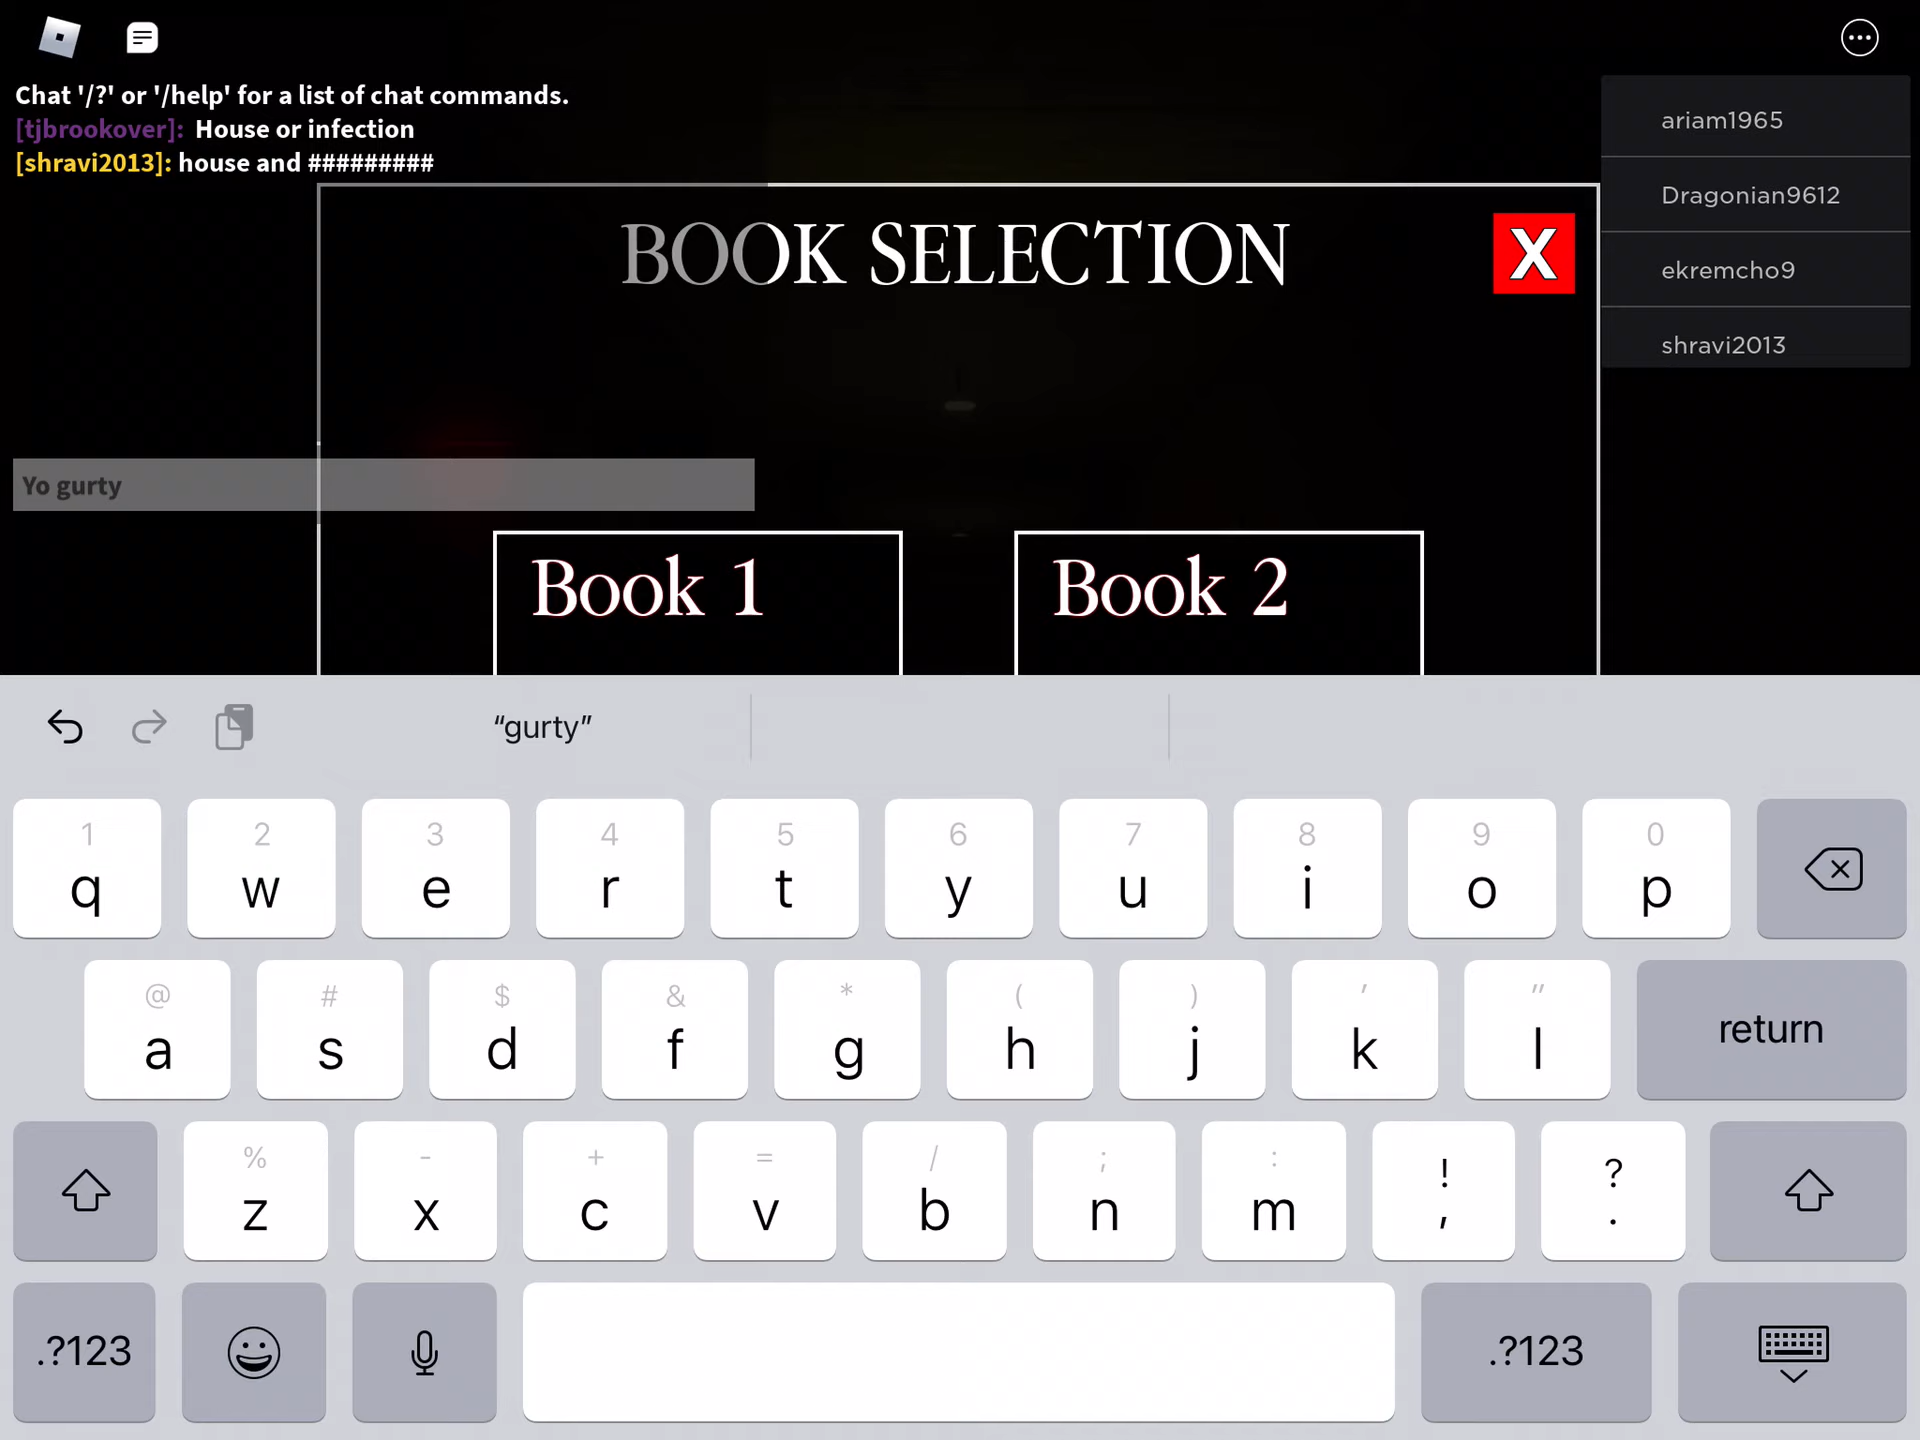 Chat '/?' or '/help' for a list of chat commands.
[tjbrookover]: House or infection
[shravi2013]: house and #########
ariam1965
Dragonian9612
ekremcho9
shravi2013
BOOK SELECTION
X
Yo gurty
Book 1
Book 2
“gurty”
1 2 3 4 5 6 7 8 9 0
q w e r t y u i o p
@ # $ & * ( ) ' "
a s d f g h j k l return
% - + = / ; : ! ?
z x c v b n m , .
.?123 .?123